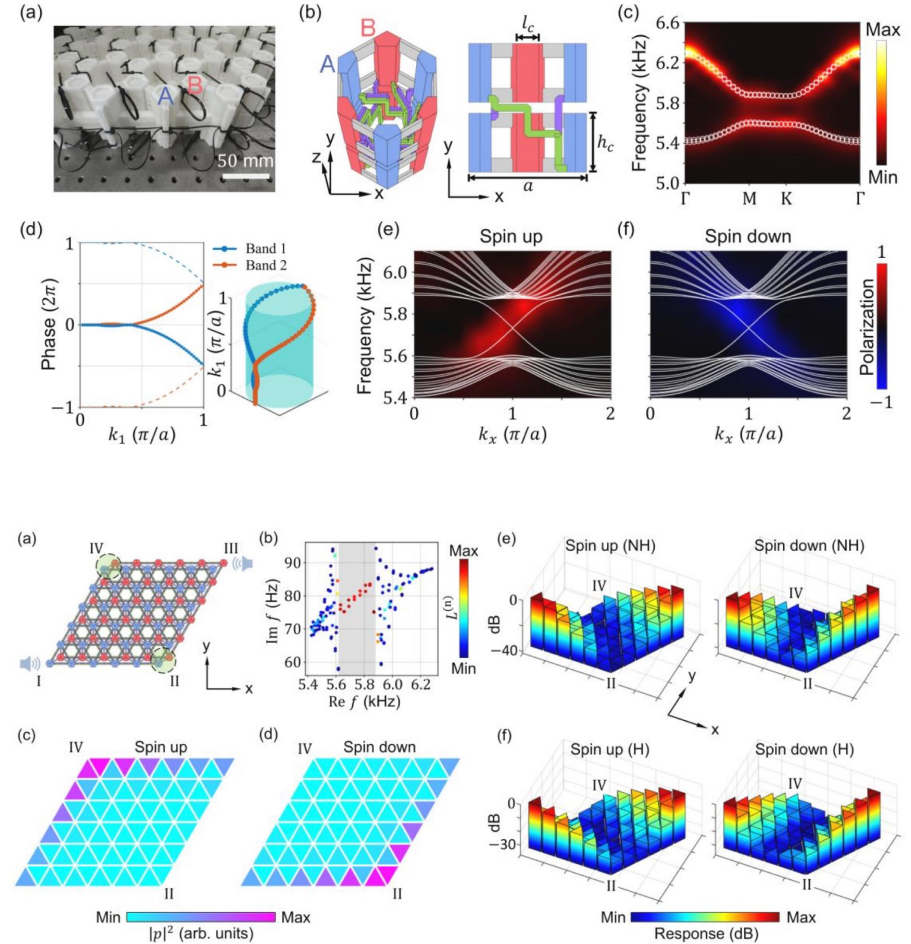 (a)
A
B
50 mm
(b)
B
A
y
z
x
l_c
h_c
a
y
x
(c)
Frequency (kHz)
6.6
6.2
5.8
5.4
5.0
Γ M K Γ
Max
Min
(d)
Phase (2π)
1
0
−1
0 1
k₁ (π/a)
Band 1
Band 2
k₁ (π/a)
1
0
(e)
Spin up
Frequency (kHz)
6.0
5.8
5.6
5.4
0 1 2
kₓ (π/a)
(f)
Spin down
0 1 2
kₓ (π/a)
1
Polarization
−1
(a)
IV
III
I
II
y
x
(b)
Im f (Hz)
90
80
70
60
5.4 5.6 5.8 6.0 6.2
Re f (kHz)
Max
L⁽ⁿ⁾
Min
(e)
Spin up (NH)
IV
0
dB
−40
II
Spin down (NH)
IV
II
y
x
(c)
IV
Spin up
II
(d)
IV
Spin down
II
Min Max
|p|² (arb. units)
(f)
Spin up (H)
IV
0
dB
−30
II
Spin down (H)
IV
II
Min Max
Response (dB)